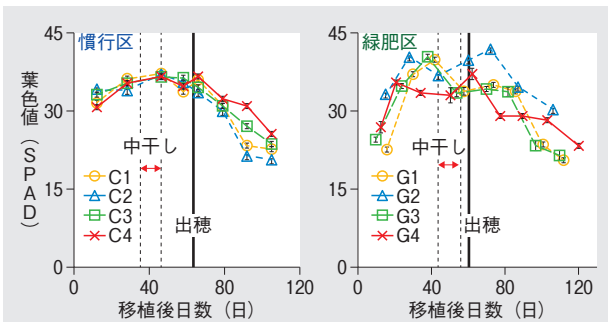 慣行区
葉色値（SPAD）
45
30
15
0
中干し
出穂
C1
C2
C3
C4
0
40
80
120
移植後日数（日）
緑肥区
45
30
15
0
中干し
出穂
G1
G2
G3
G4
0
40
80
120
移植後日数（日）